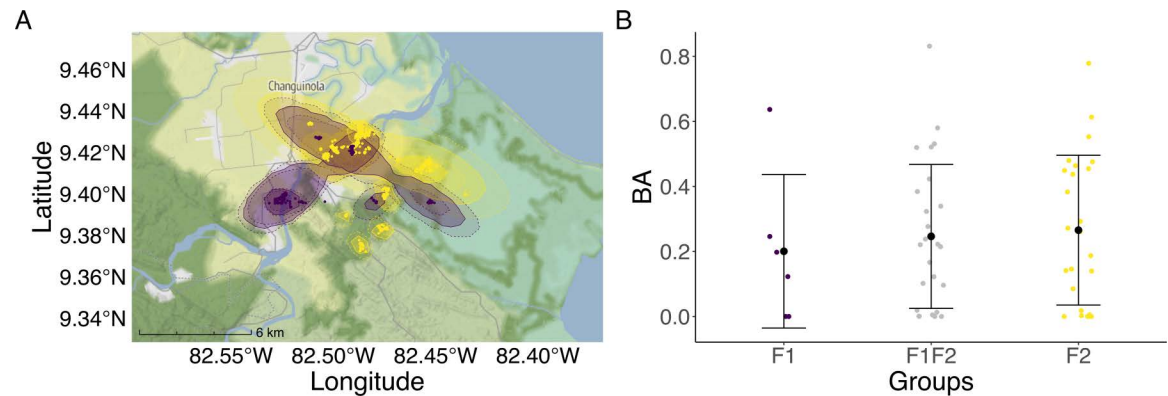 A
Latitude
9.46°N
9.44°N
9.42°N
9.40°N
9.38°N
9.36°N
9.34°N
Changuinola
6 km
82.55°W 82.50°W 82.45°W 82.40°W
Longitude
B
BA
0.8
0.6
0.4
0.2
0.0
F1 F1F2 F2
Groups